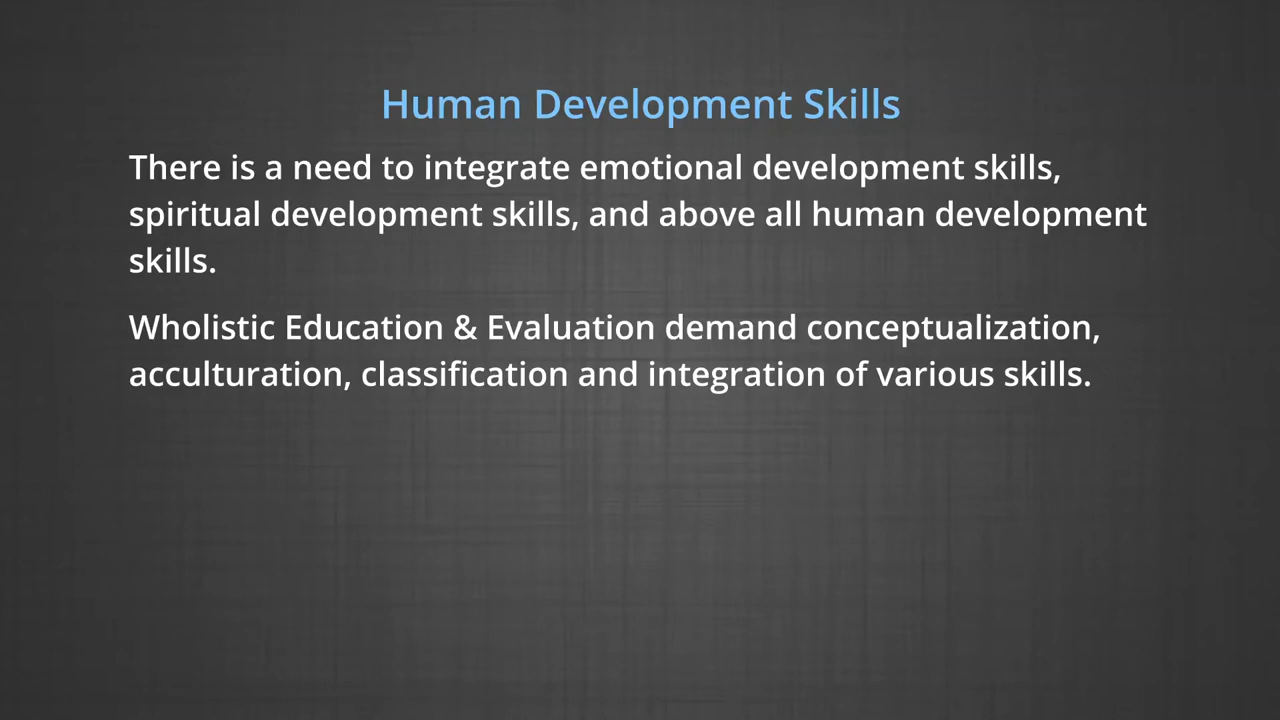 Human Development Skills
There is a need to integrate emotional development skills,
spiritual development skills, and above all human development
skills.
Wholistic Education & Evaluation demand conceptualization,
acculturation, classification and integration of various skills.